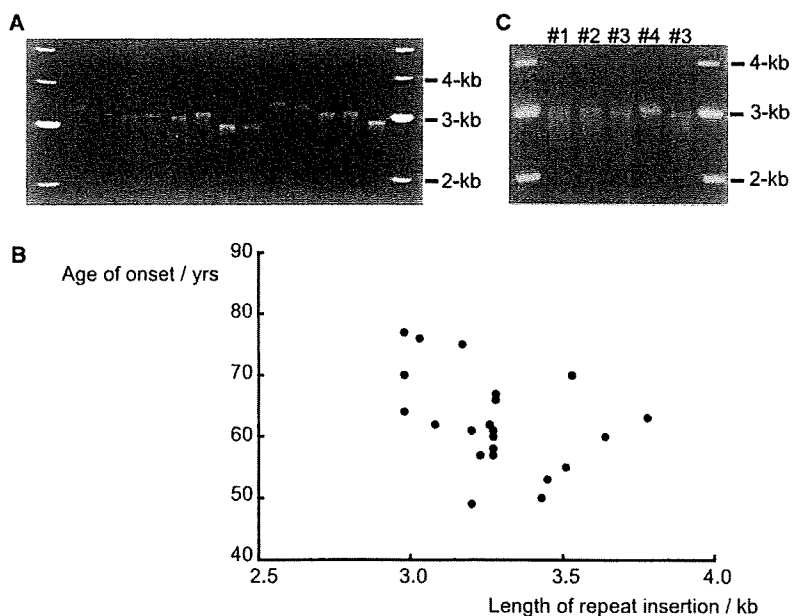 A
4-kb
3-kb
2-kb
C
#1 #2 #3 #4 #3
4-kb
3-kb
2-kb
B
Age of onset / yrs
90
80
70
60
50
40
2.5 3.0 3.5 4.0
Length of repeat insertion / kb